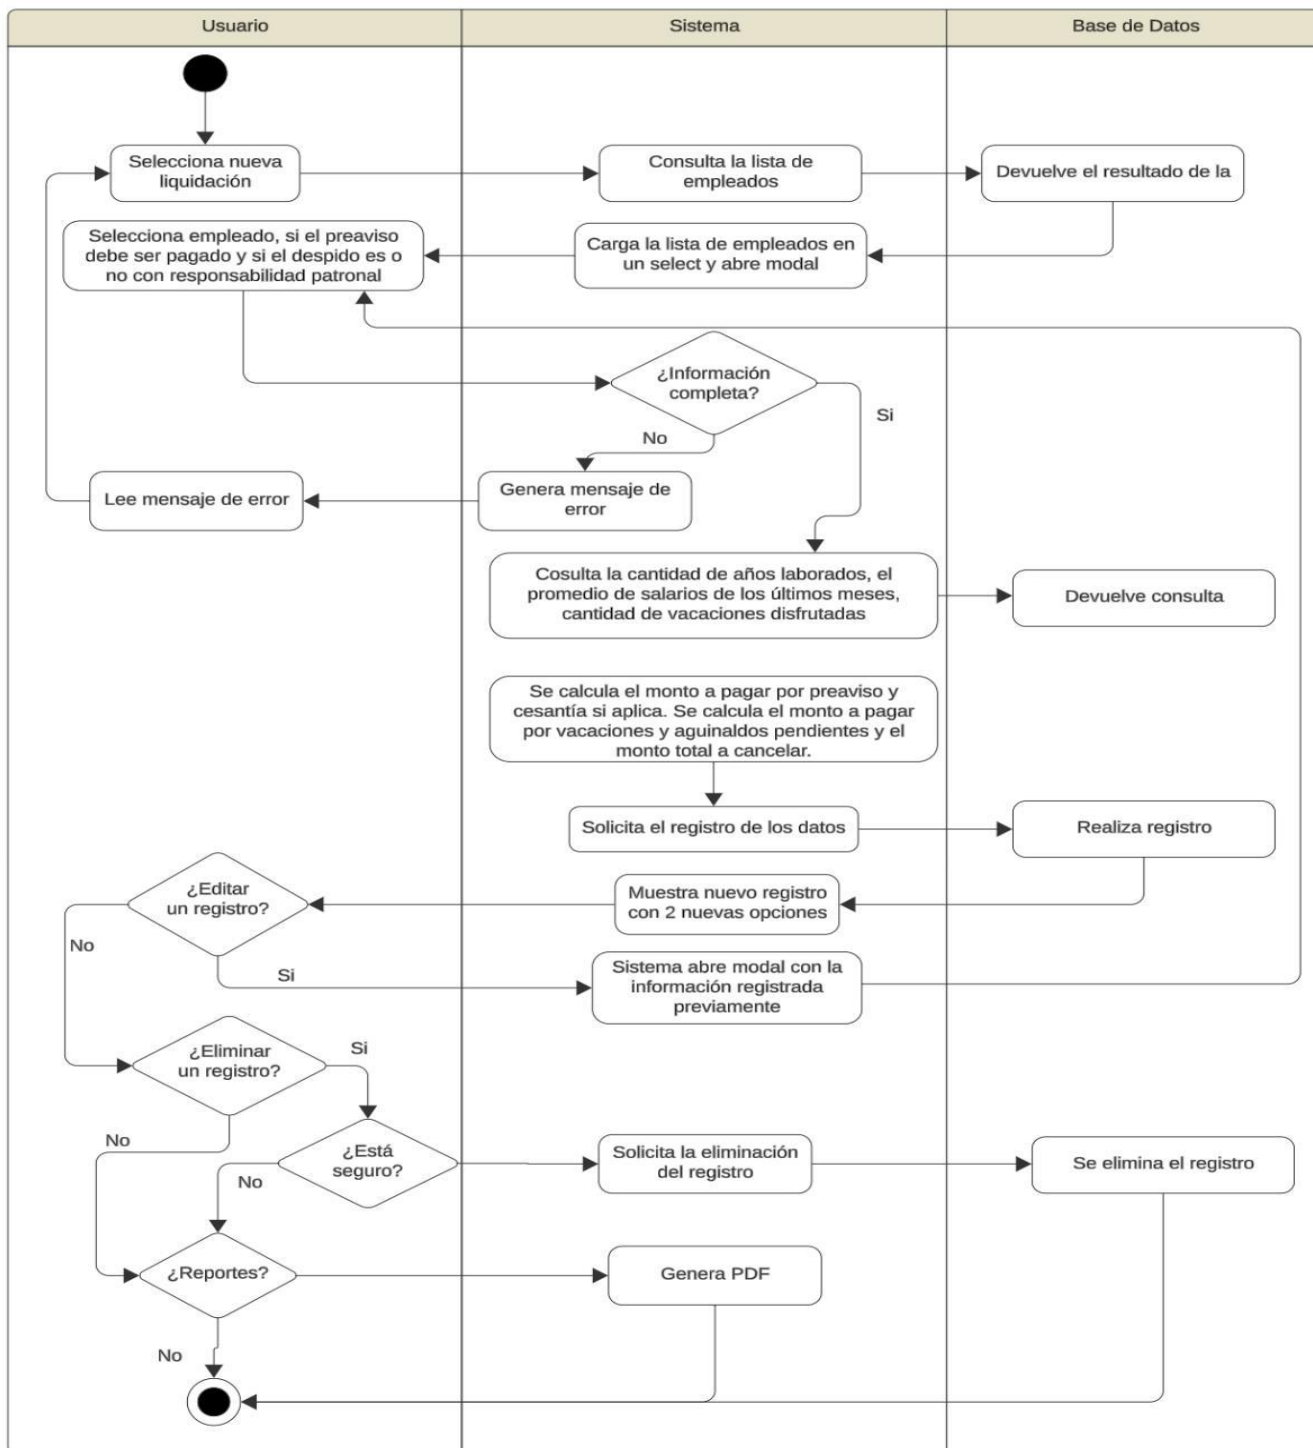 Usuario
Sistema
Base de Datos
Selecciona nueva
liquidación
Consulta la lista de
empleados
Devuelve el resultado de la
Selecciona empleado, si el preaviso
debe ser pagado y si el despido es o
no con responsabilidad patronal
Carga la lista de empleados en
un select y abre modal
¿Información
completa?
Si
No
Lee mensaje de error
Genera mensaje de
error
Cosulta la cantidad de años laborados, el
promedio de salarios de los últimos meses,
cantidad de vacaciones disfrutadas
Devuelve consulta
Se calcula el monto a pagar por preaviso y
cesantía si aplica. Se calcula el monto a pagar
por vacaciones y aguinaldos pendientes y el
monto total a cancelar.
Solicita el registro de los datos
Realiza registro
¿Editar
un registro?
Muestra nuevo registro
con 2 nuevas opciones
No
Si
Sistema abre modal con la
información registrada
previamente
¿Eliminar
un registro?
Si
No
¿Está
seguro?
Solicita la eliminación
del registro
Se elimina el registro
No
¿Reportes?
Genera PDF
No